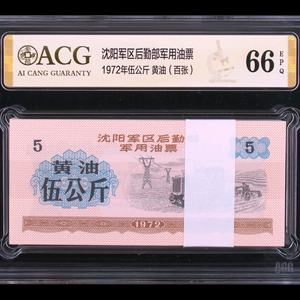 ACG
AI CANG GUARANTY
沈阳军区后勤部军用油票
1972年伍公斤 黄油（百张）
66 EPQ
5
沈阳军区后勤
军用油票
5
黄油
伍公斤
1972
ACG